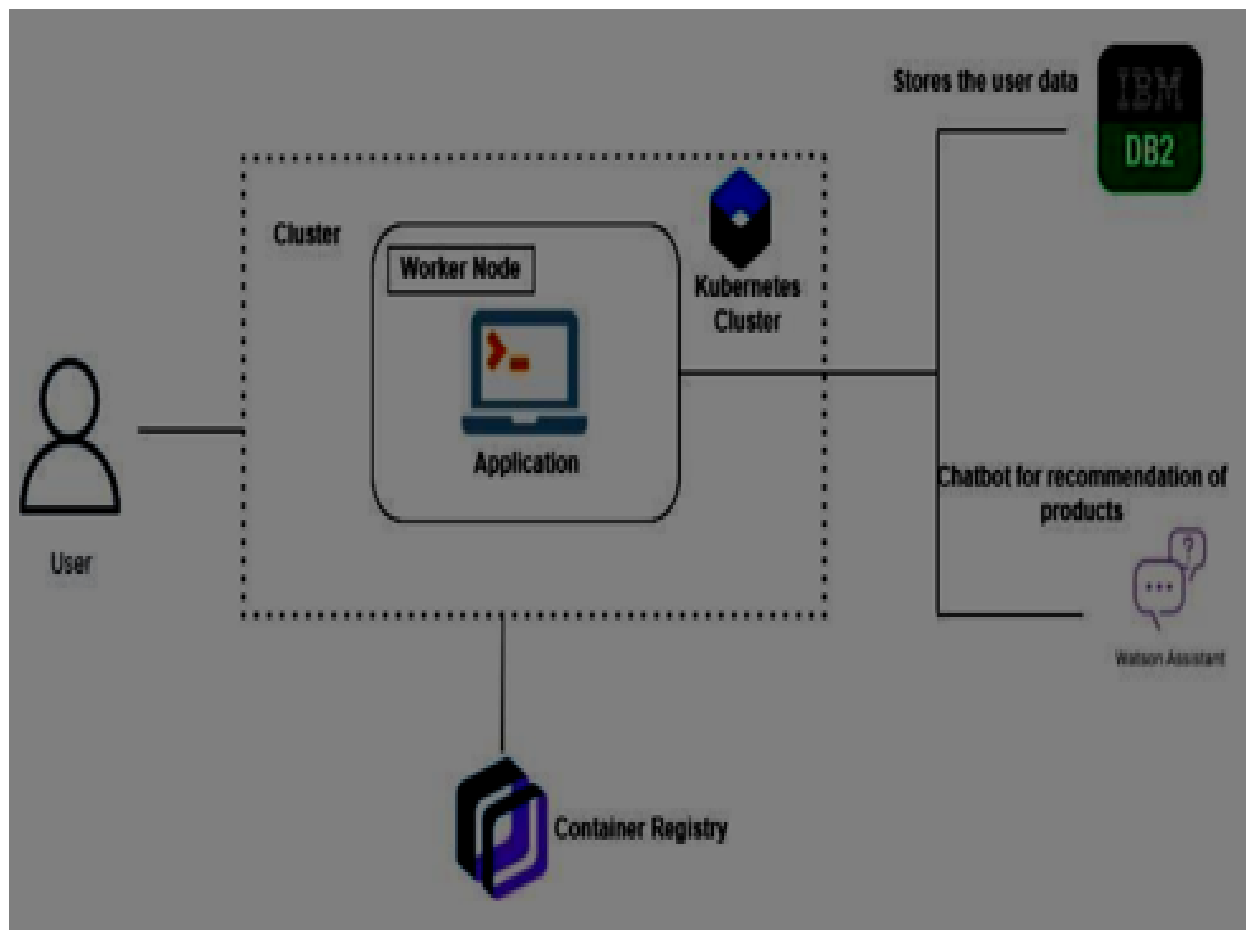 Stores the user data
IBM
DB2
Cluster
Worker Node
Kubernetes
Cluster
Application
User
Chatbot for recommendation of
products
Watson Assistant
Container Registry